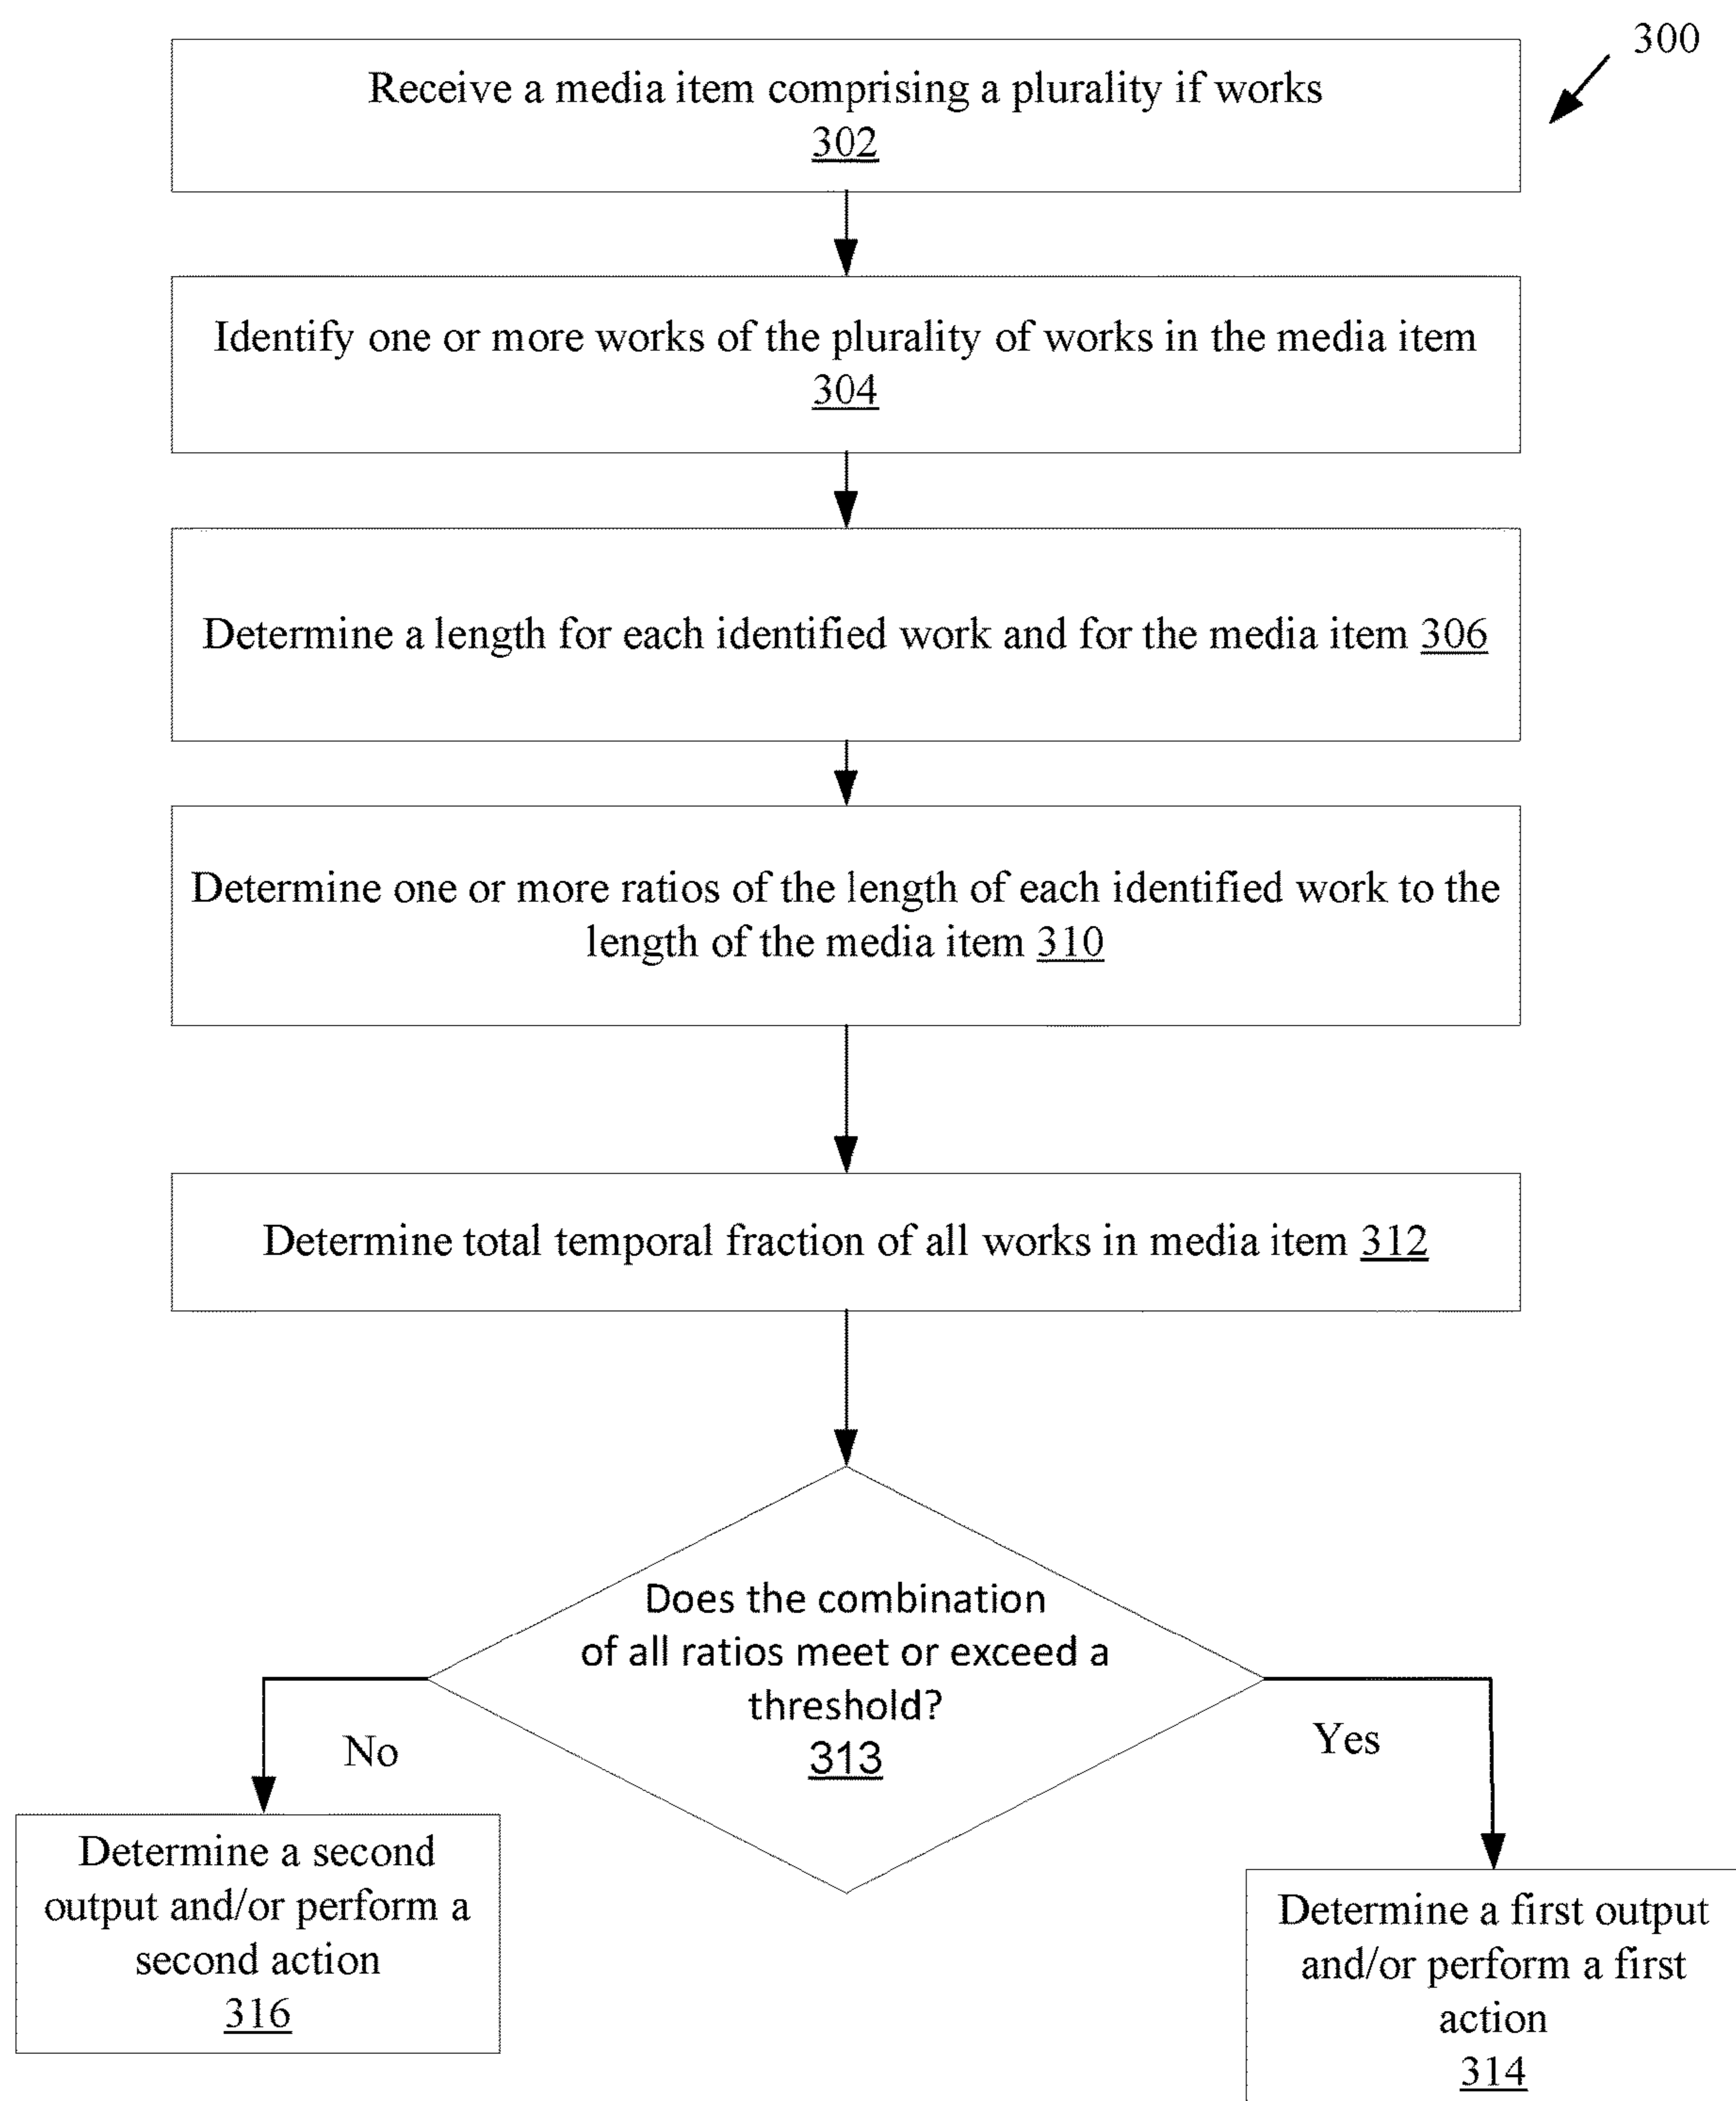 300
Receive a media item comprising a plurality if works
302
Identify one or more works of the plurality of works in the media item
304
Determine a length for each identified work and for the media item 306
Determine one or more ratios of the length of each identified work to the
length of the media item 310
Determine total temporal fraction of all works in media item 312
Does the combination
of all ratios meet or exceed a
threshold?
313
No
Yes
Determine a second
output and/or perform a
second action
316
Determine a first output
and/or perform a first
action
314